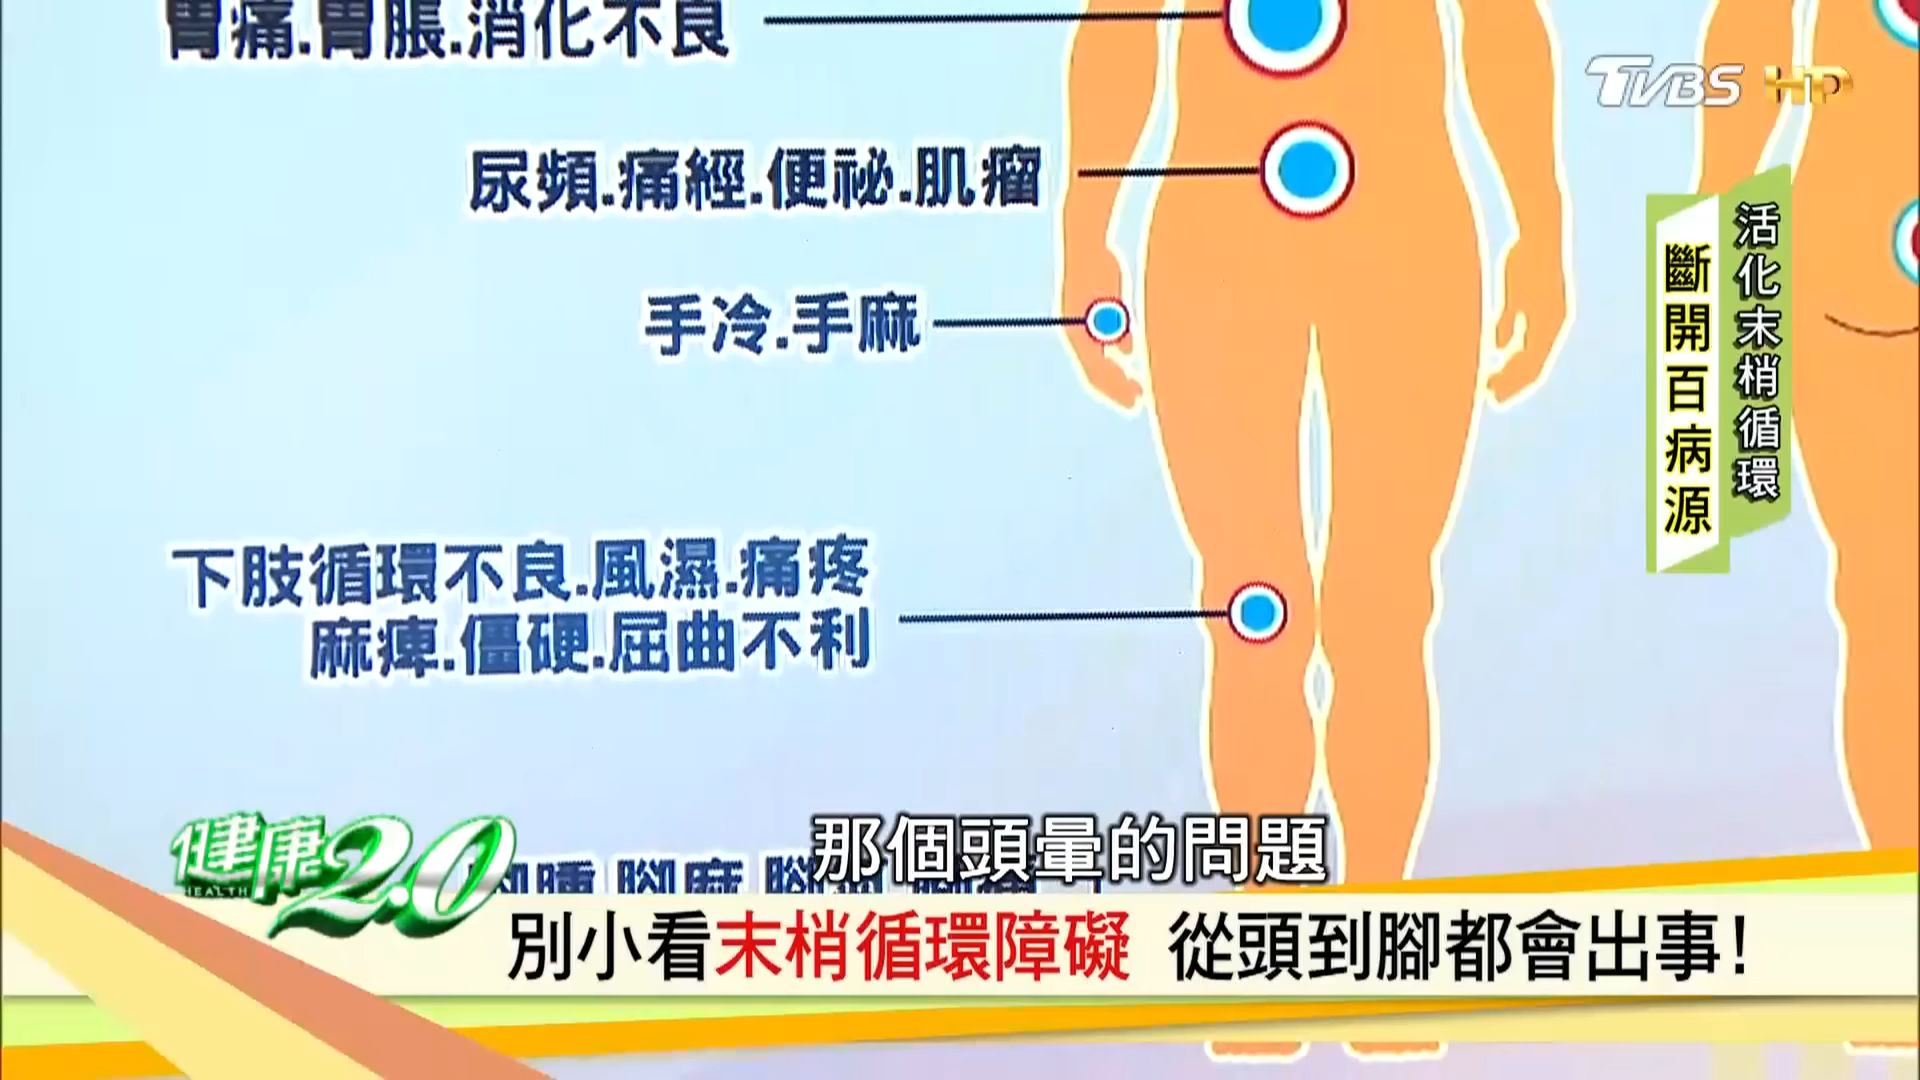 胃痛.胃脹.消化不良
TVBS HD
尿頻.痛經.便祕.肌瘤
手冷.手麻
下肢循環不良.風濕.痛疼
麻痺.僵硬.屈曲不利
活化末梢循環
斷開百病源
健康2.0
HEALTH
那個頭暈的問題
別小看末梢循環障礙 從頭到腳都會出事!